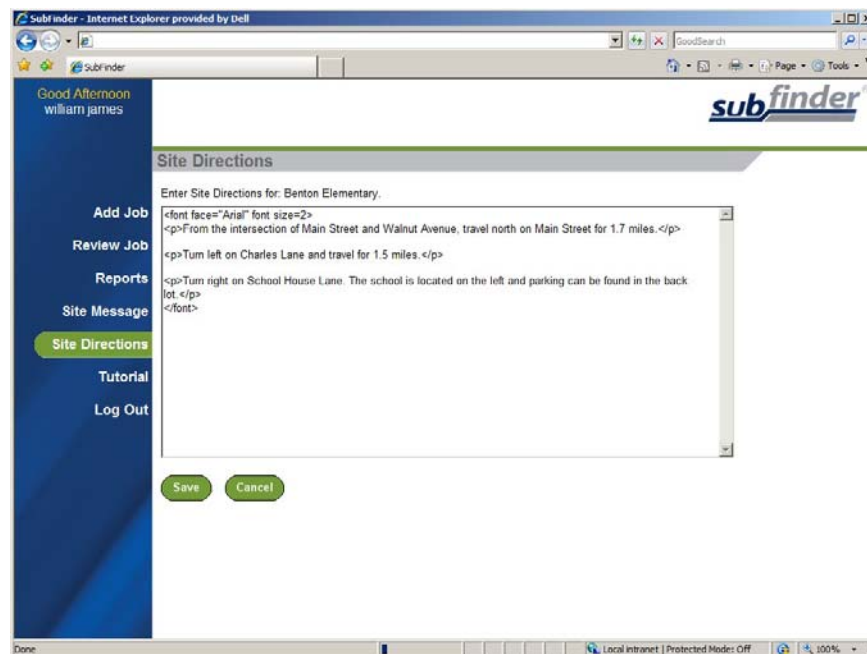 SubFinder - Internet Explorer provided by Dell
GoodSearch
SubFinder
Page
Tools
Good Afternoon
william james
subfinder
Site Directions
Enter Site Directions for: Benton Elementary.
Add Job
Review Job
Reports
Site Message
Site Directions
Tutorial
Log Out
<font face="Arial" font size=2>
<p>From the intersection of Main Street and Walnut Avenue, travel north on Main Street for 1.7 miles.</p>
<p>Turn left on Charles Lane and travel for 1.5 miles.</p>
<p>Turn right on School House Lane. The school is located on the left and parking can be found in the back
lot.</p>
</font>
Save
Cancel
Done
Local intranet | Protected Mode: Off
100%